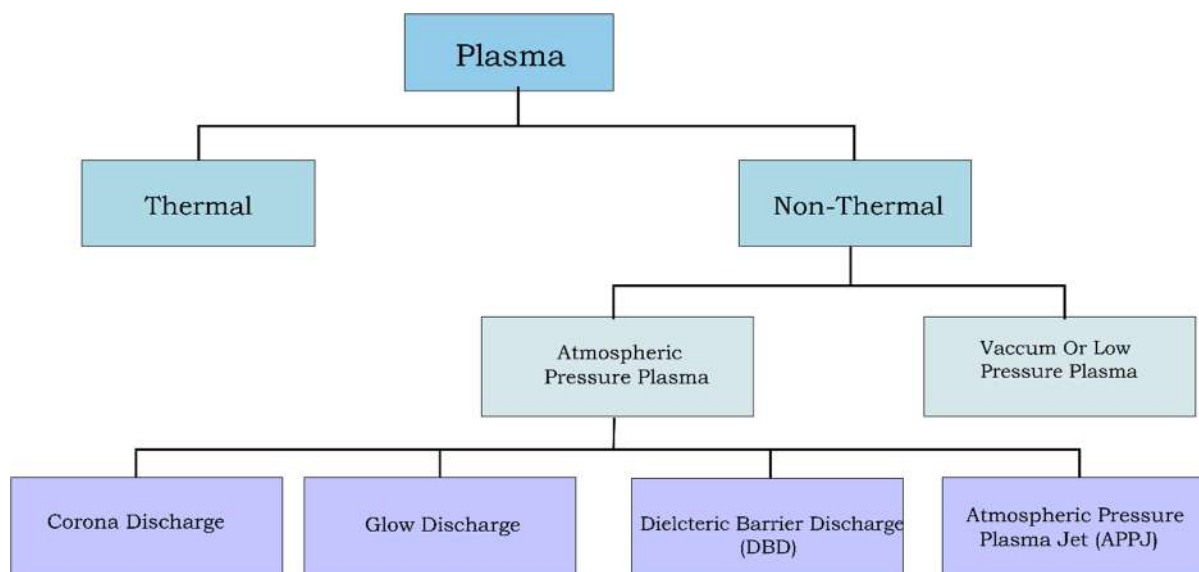 Plasma
Thermal
Non-Thermal
Atmospheric
Pressure Plasma
Vaccum Or Low
Pressure Plasma
Corona Discharge
Glow Discharge
Dielcteric Barrier Discharge
(DBD)
Atmospheric Pressure
Plasma Jet (APPJ)